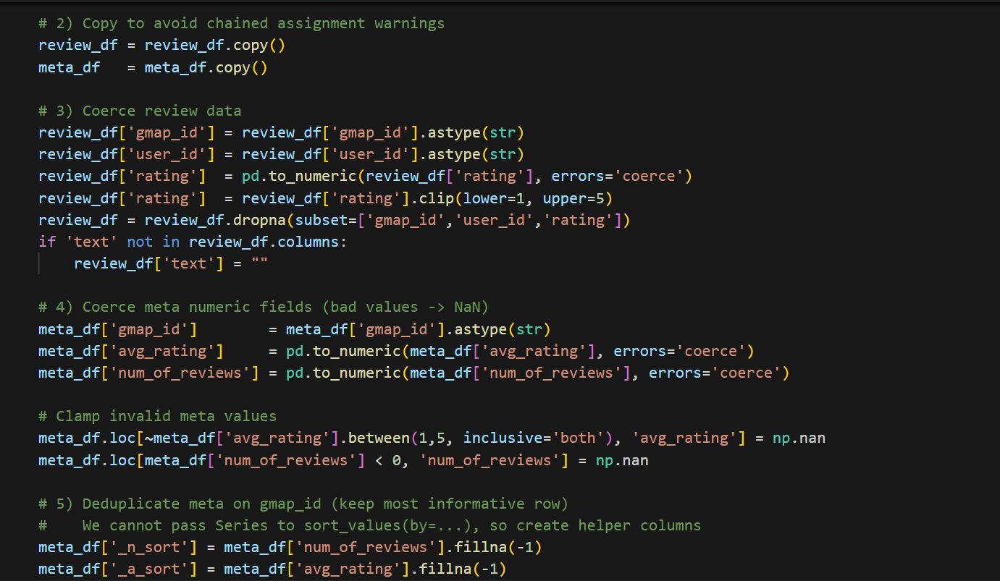 # 2) Copy to avoid chained assignment warnings
review_df = review_df.copy()
meta_df   = meta_df.copy()

# 3) Coerce review data
review_df['gmap_id'] = review_df['gmap_id'].astype(str)
review_df['user_id'] = review_df['user_id'].astype(str)
review_df['rating']  = pd.to_numeric(review_df['rating'], errors='coerce')
review_df['rating']  = review_df['rating'].clip(lower=1, upper=5)
review_df = review_df.dropna(subset=['gmap_id','user_id','rating'])
if 'text' not in review_df.columns:
    review_df['text'] = ""

# 4) Coerce meta numeric fields (bad values -> NaN)
meta_df['gmap_id']        = meta_df['gmap_id'].astype(str)
meta_df['avg_rating']     = pd.to_numeric(meta_df['avg_rating'], errors='coerce')
meta_df['num_of_reviews'] = pd.to_numeric(meta_df['num_of_reviews'], errors='coerce')

# Clamp invalid meta values
meta_df.loc[~meta_df['avg_rating'].between(1,5, inclusive='both'), 'avg_rating'] = np.nan
meta_df.loc[meta_df['num_of_reviews'] < 0, 'num_of_reviews'] = np.nan

# 5) Deduplicate meta on gmap_id (keep most informative row)
#    We cannot pass Series to sort_values(by=...), so create helper columns
meta_df['_n_sort'] = meta_df['num_of_reviews'].fillna(-1)
meta_df['_a_sort'] = meta_df['avg_rating'].fillna(-1)